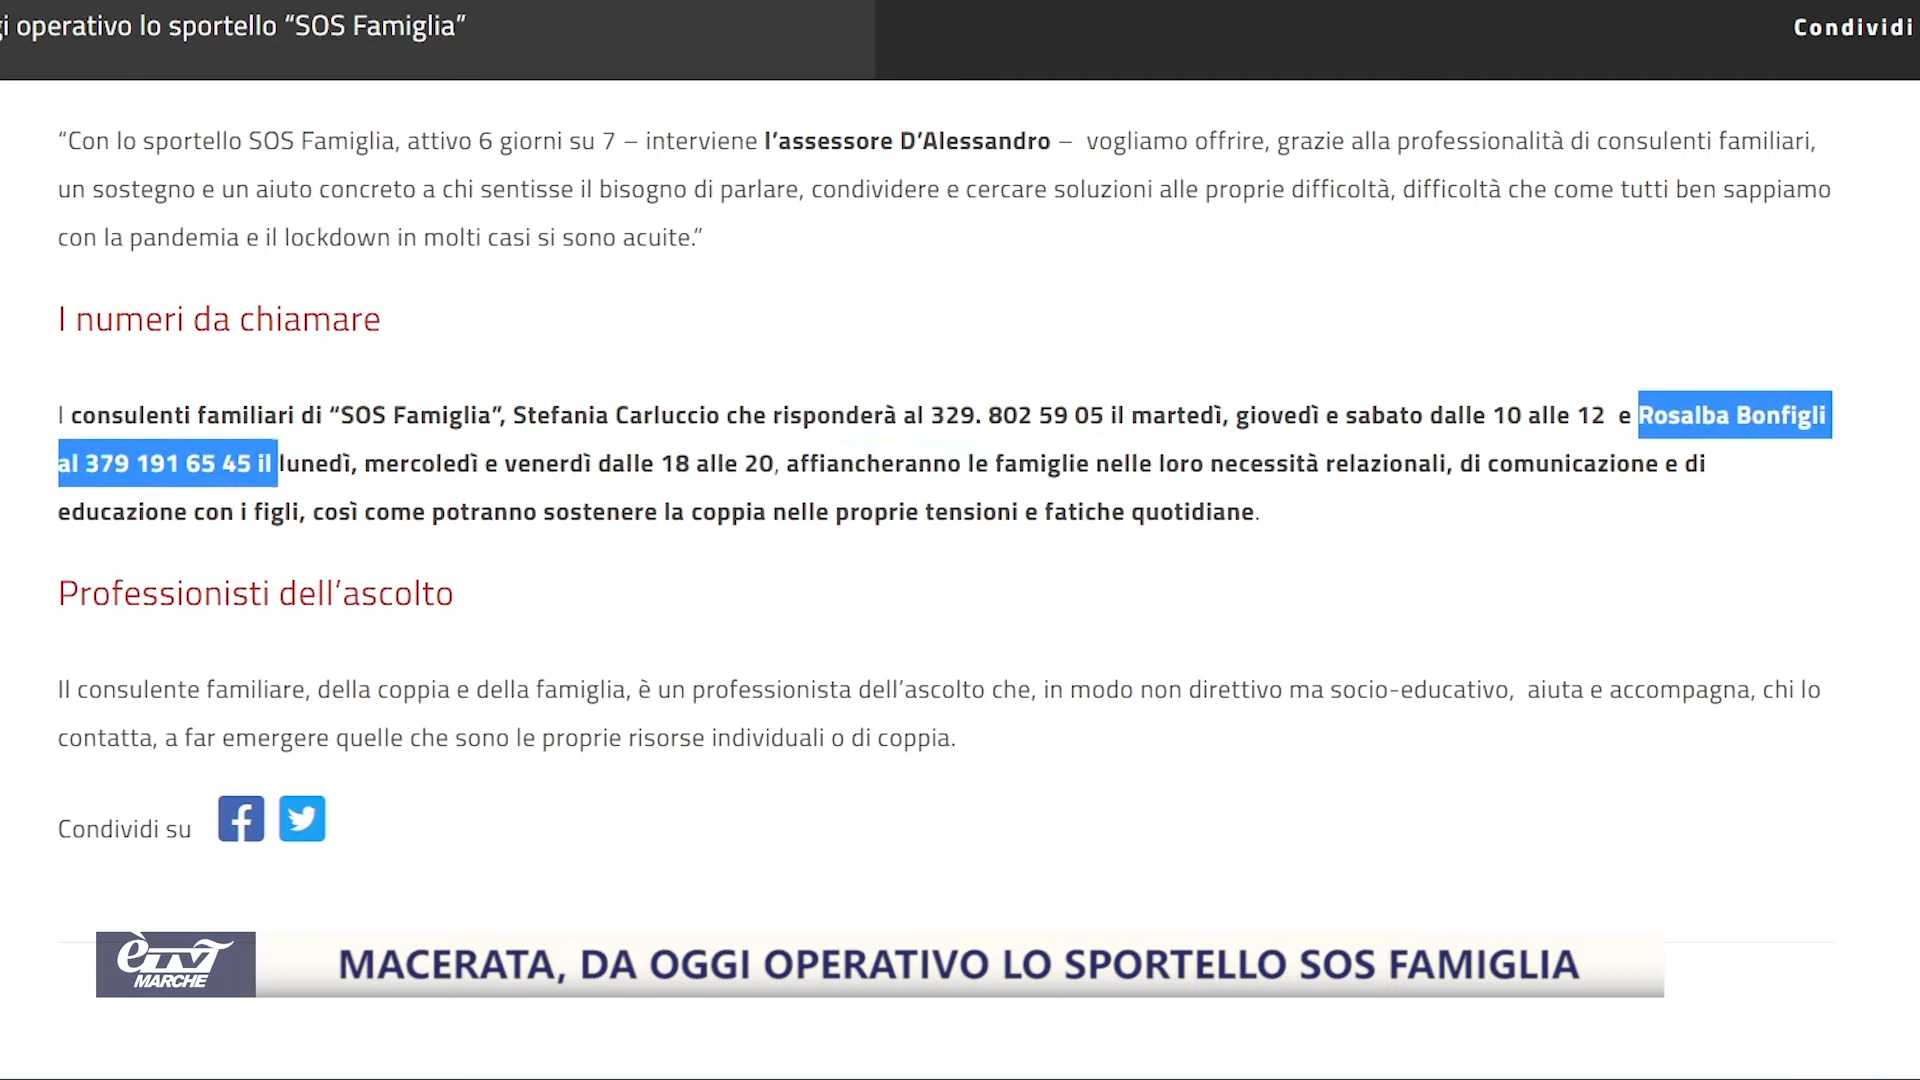 i operativo lo sportello “SOS Famiglia”
Condividi
“Con lo sportello SOS Famiglia, attivo 6 giorni su 7 – interviene l’assessore D’Alessandro – vogliamo offrire, grazie alla professionalità di consulenti familiari,
un sostegno e un aiuto concreto a chi sentisse il bisogno di parlare, condividere e cercare soluzioni alle proprie difficoltà, difficoltà che come tutti ben sappiamo
con la pandemia e il lockdown in molti casi si sono acuite.”
I numeri da chiamare
I consulenti familiari di “SOS Famiglia”, Stefania Carluccio che risponderà al 329. 802 59 05 il martedì, giovedì e sabato dalle 10 alle 12 e Rosalba Bonfigli
al 379 191 65 45 il lunedì, mercoledì e venerdì dalle 18 alle 20, affiancheranno le famiglie nelle loro necessità relazionali, di comunicazione e di
educazione con i figli, così come potranno sostenere la coppia nelle proprie tensioni e fatiche quotidiane.
Professionisti dell’ascolto
Il consulente familiare, della coppia e della famiglia, è un professionista dell’ascolto che, in modo non direttivo ma socio-educativo, aiuta e accompagna, chi lo
contatta, a far emergere quelle che sono le proprie risorse individuali o di coppia.
Condividi su
èTV MARCHE
MACERATA, DA OGGI OPERATIVO LO SPORTELLO SOS FAMIGLIA